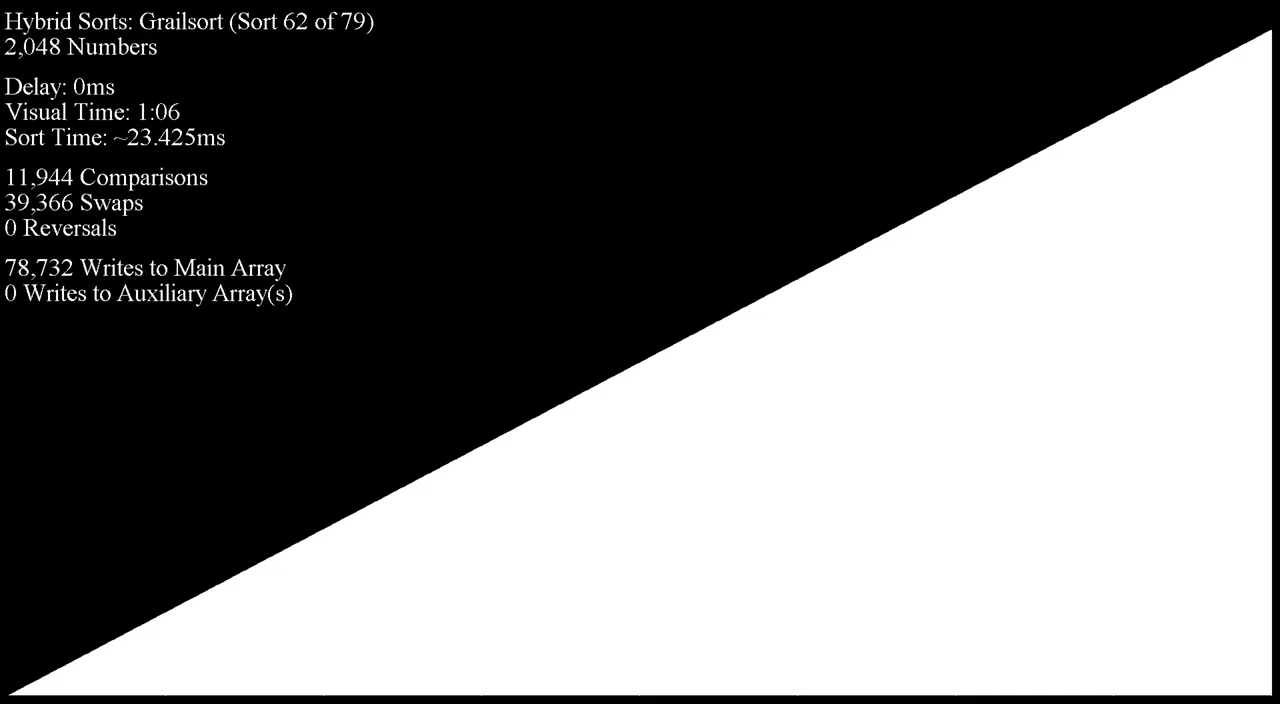 Hybrid Sorts: Grailsort (Sort 62 of 79)
2,048 Numbers
Delay: 0ms
Visual Time: 1:06
Sort Time: ~23.425ms
11,944 Comparisons
39,366 Swaps
0 Reversals
78,732 Writes to Main Array
0 Writes to Auxiliary Array(s)